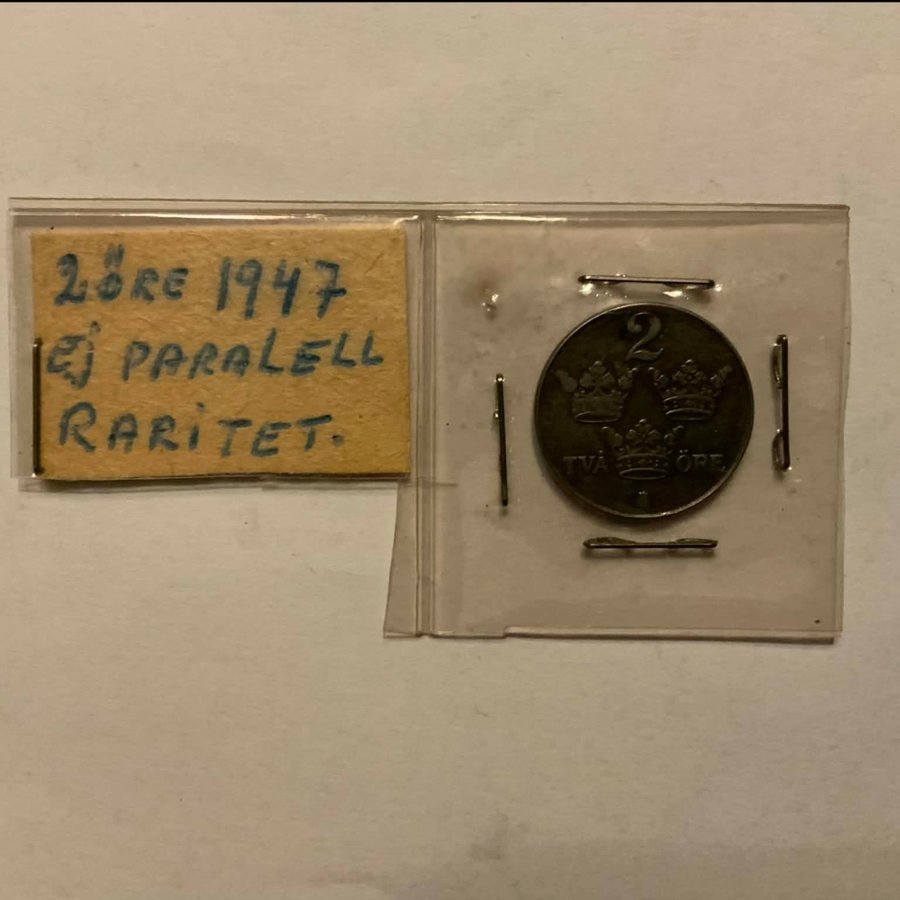 2 ÖRE 1947
Ej PARALELL
RARiTET.
2
TVÅ ÖRE